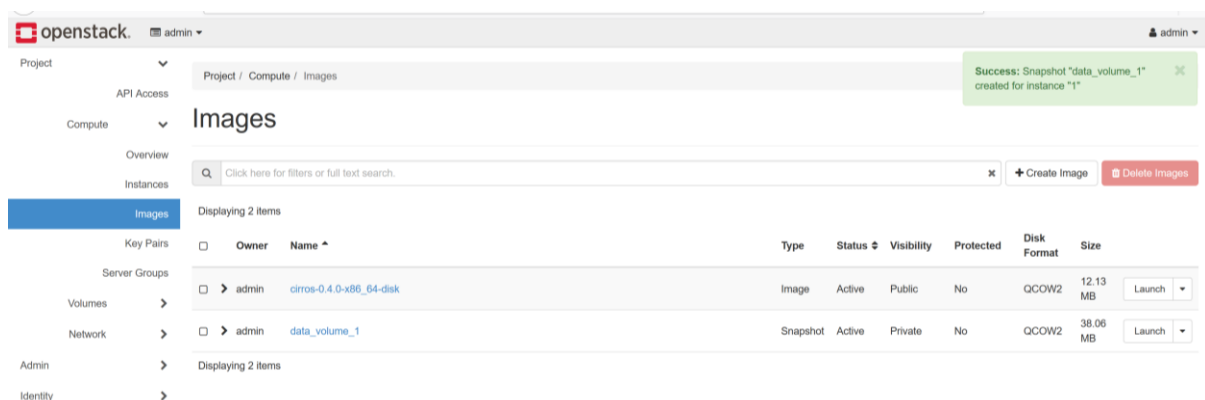 openstack. admin admin
Project
API Access
Compute
Overview
Instances
Images
Key Pairs
Server Groups
Volumes
Network
Admin
Identity
Project / Compute / Images
Success: Snapshot "data_volume_1"
created for instance "1"
Images
Click here for filters or full text search.
+ Create Image
Delete Images
Displaying 2 items
Owner Name Type Status Visibility Protected Disk Format Size
admin cirros-0.4.0-x86_64-disk Image Active Public No QCOW2 12.13 MB Launch
admin data_volume_1 Snapshot Active Private No QCOW2 38.06 MB Launch
Displaying 2 items